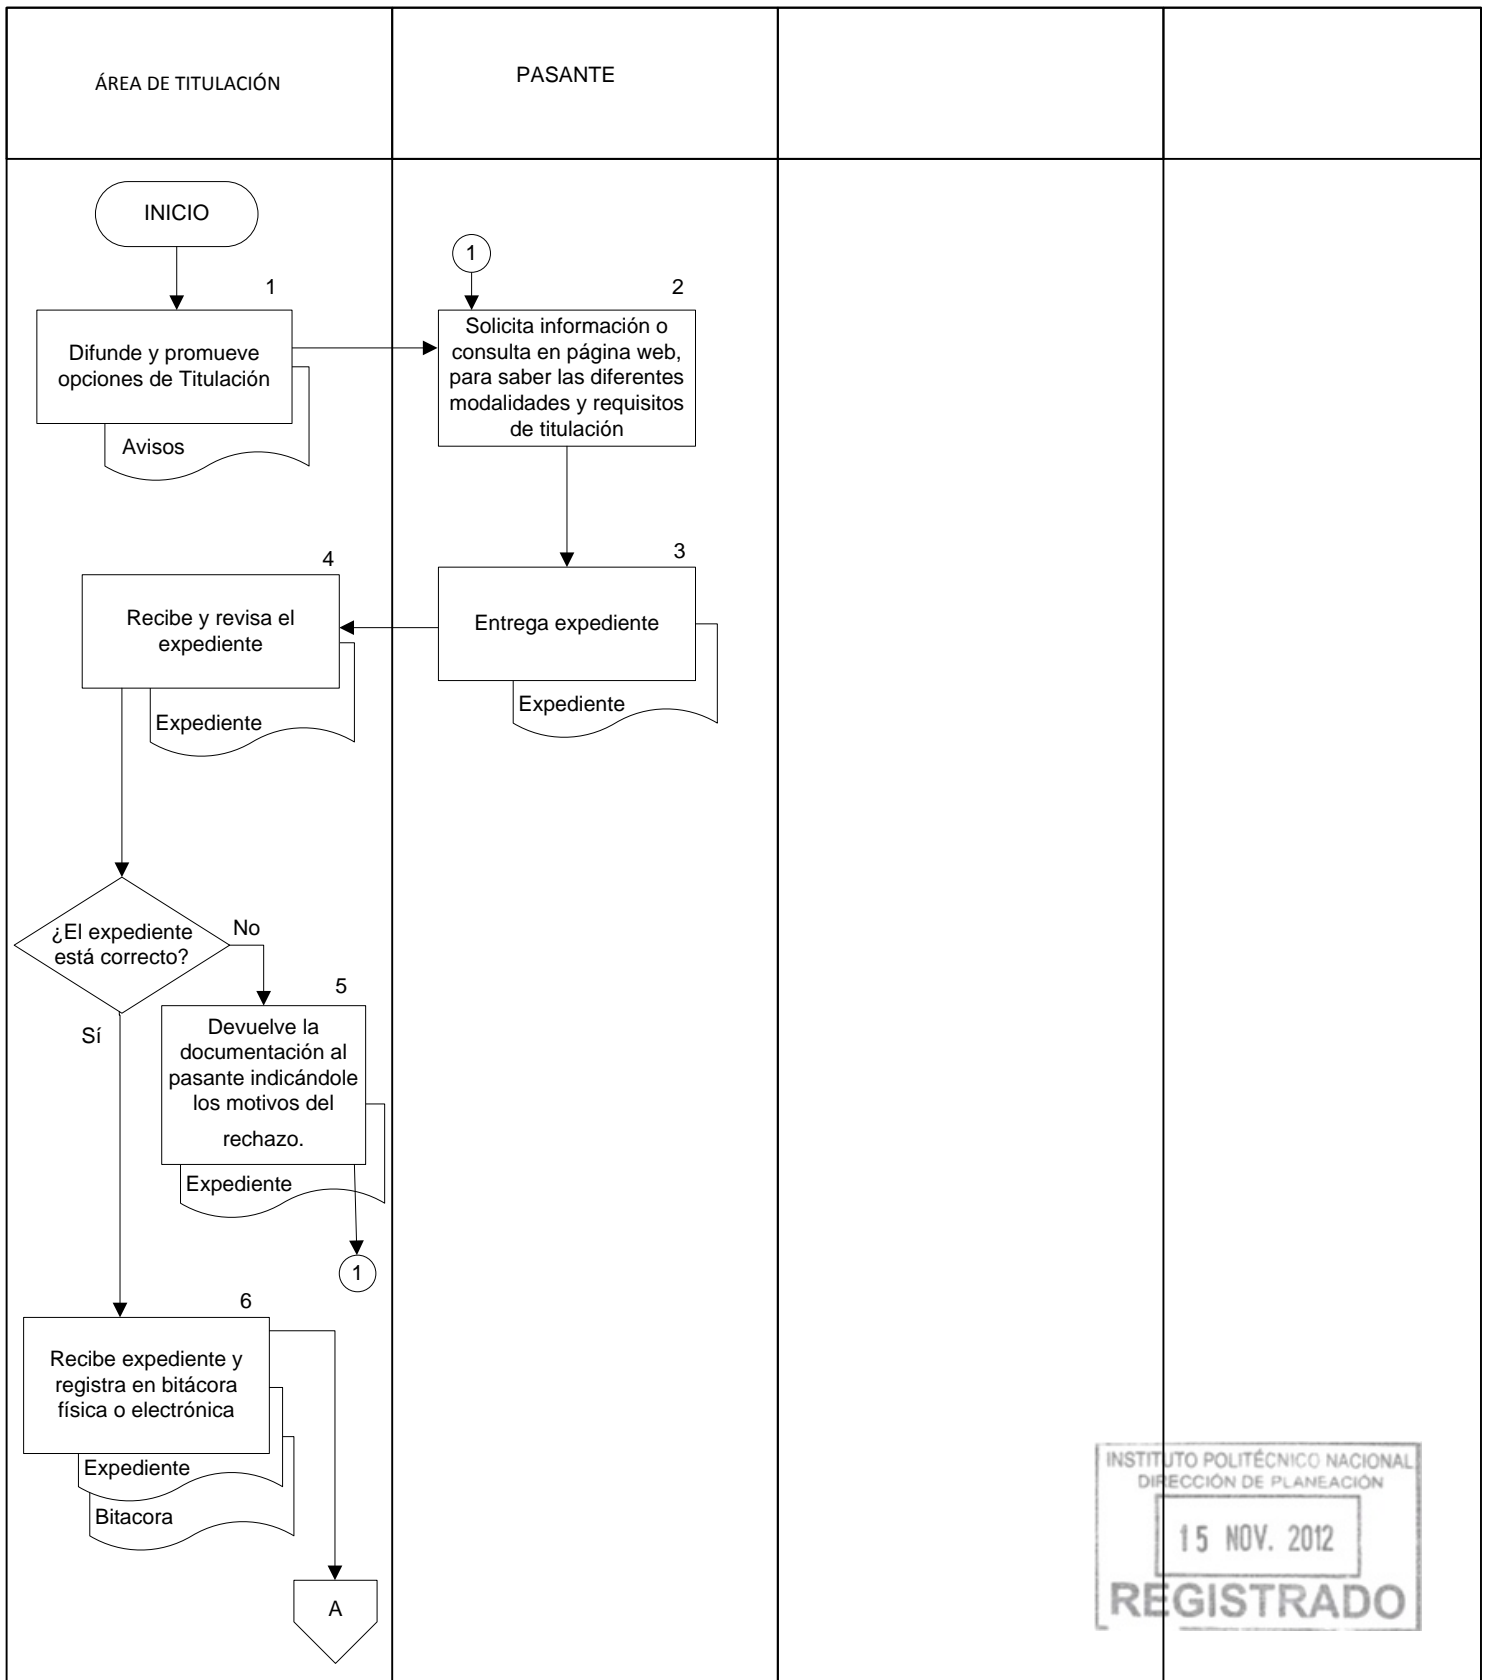 ÁREA DE TITULACIÓN
PASANTE
INICIO
1
1
2
Difunde y promueve
opciones de Titulación
Avisos
Solicita información o
consulta en página web,
para saber las diferentes
modalidades y requisitos
de titulación
4
3
Recibe y revisa el
expediente
Expediente
Entrega expediente
Expediente
¿El expediente
está correcto?
No
Sí
5
Devuelve la
documentación al
pasante indicándole
los motivos del
rechazo.
Expediente
1
6
Recibe expediente y
registra en bitácora
física o electrónica
Expediente
Bitacora
A
INSTITUTO POLITÉCNICO NACIONAL
DIRECCIÓN DE PLANEACIÓN
15 NOV. 2012
REGISTRADO